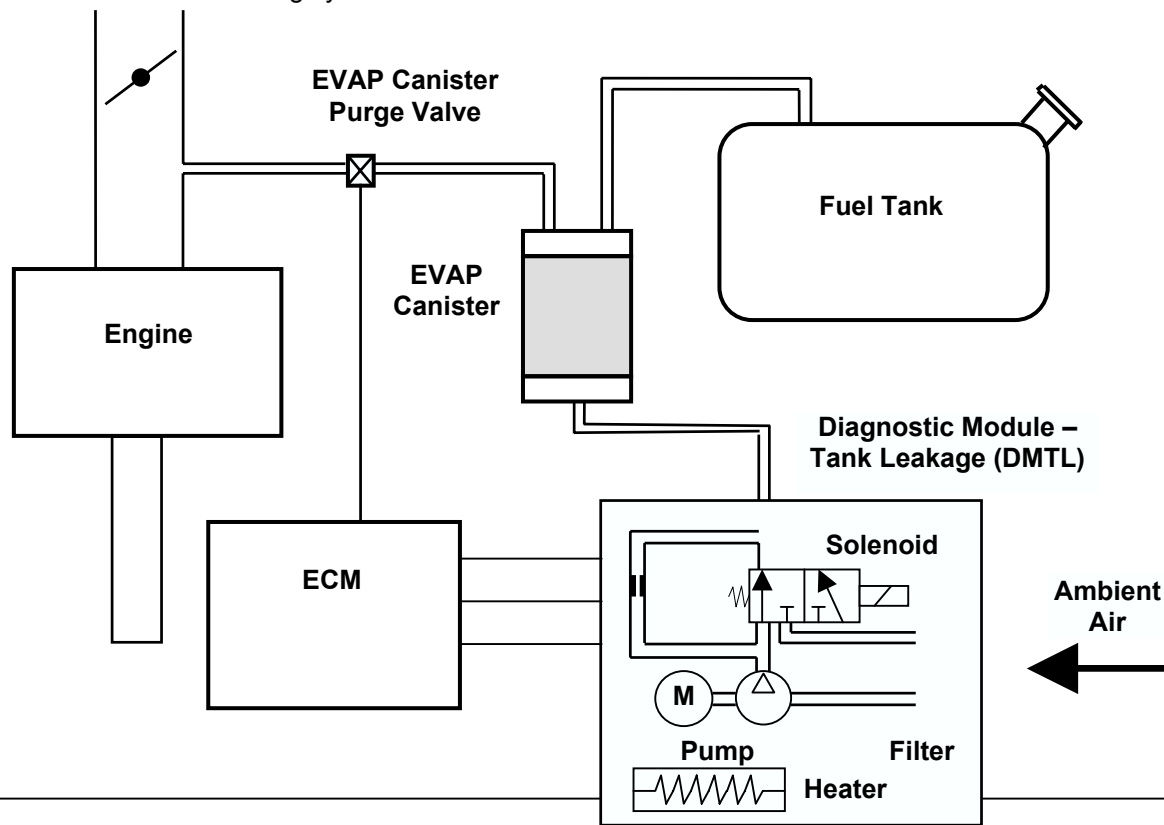 EVAP Canister
Purge Valve
Fuel Tank
EVAP
Canister
Engine
Diagnostic Module –
Tank Leakage (DMTL)
Solenoid
ECM
Ambient
Air
M
Pump
Filter
Heater